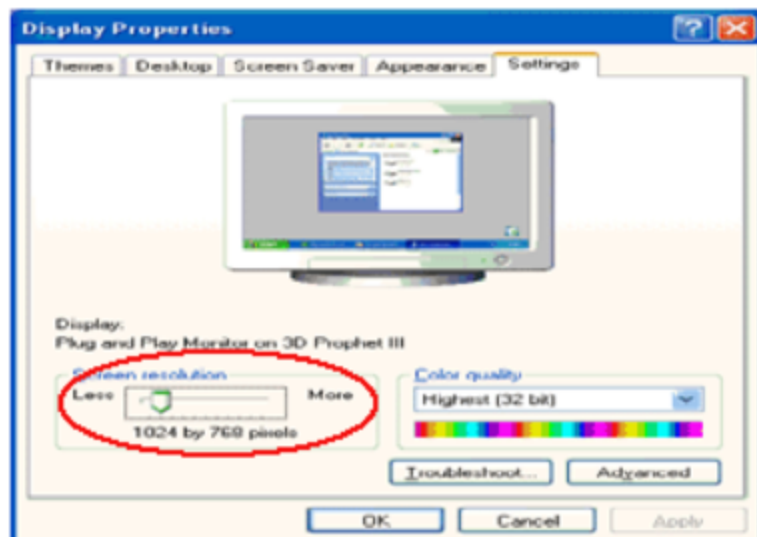 Display Properties
Themes Desktop Screen Saver Appearance Settings
Display:
Plug and Play Monitor on 3D Prophet III
Screen resolution
Less More
1024 by 768 pixels
Color quality
Highest (32 bit)
Troubleshoot... Advanced
OK Cancel Apply